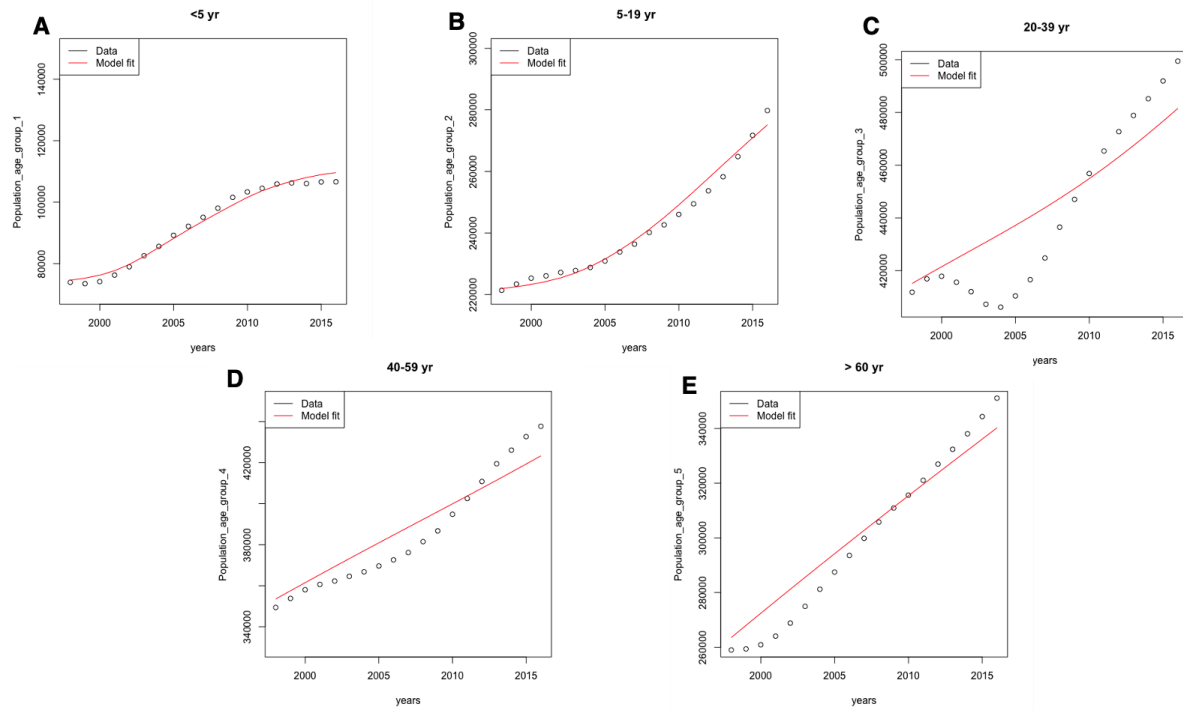 A
<5 yr
Data
Model fit
Population_age_group_1
140000
120000
100000
80000
2000
2005
2010
2015
years
B
5-19 yr
Data
Model fit
Population_age_group_2
300000
280000
260000
240000
220000
2000
2005
2010
2015
years
C
20-39 yr
Data
Model fit
Population_age_group_3
500000
480000
460000
440000
420000
2000
2005
2010
2015
years
D
40-59 yr
Data
Model fit
Population_age_group_4
420000
380000
340000
2000
2005
2010
2015
years
E
> 60 yr
Data
Model fit
Population_age_group_5
340000
320000
300000
280000
260000
2000
2005
2010
2015
years